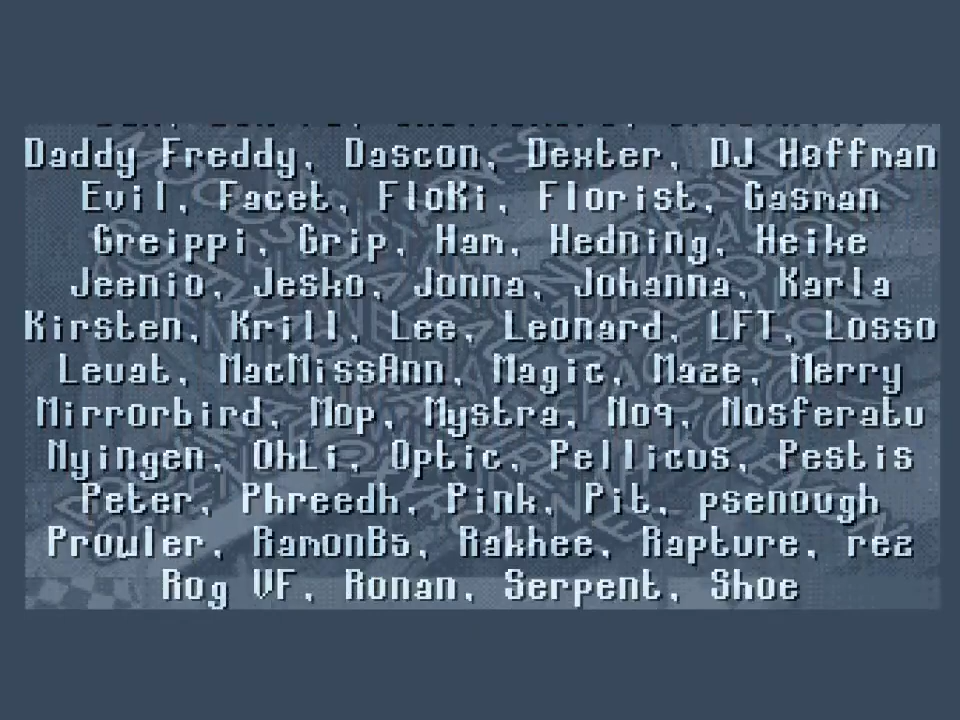 Daddy Freddy, Dascon, Dexter, DJ Høffman
Evil, Facet, FloKi, Florist, Gasman
Greippi, Grip, Ham, Hedning, Heike
Jeenio, Jesko, Jonna, Johanna, Karla
Kirsten, Krill, Lee, Leonard, LFT, Losso
Levat, MacMissAnn, Magic, Maze, Merry
Mirrorbird, Mop, Mystra, No9, Nosferatu
Nyingen, OhLi, Optic, Pellicus, Pestis
Peter, Phreedh, Pink, Pit, psenough
Prowler, RamonB5, Rakhee, Rapture, rez
Rog VF, Ronan, Serpent, Shoe